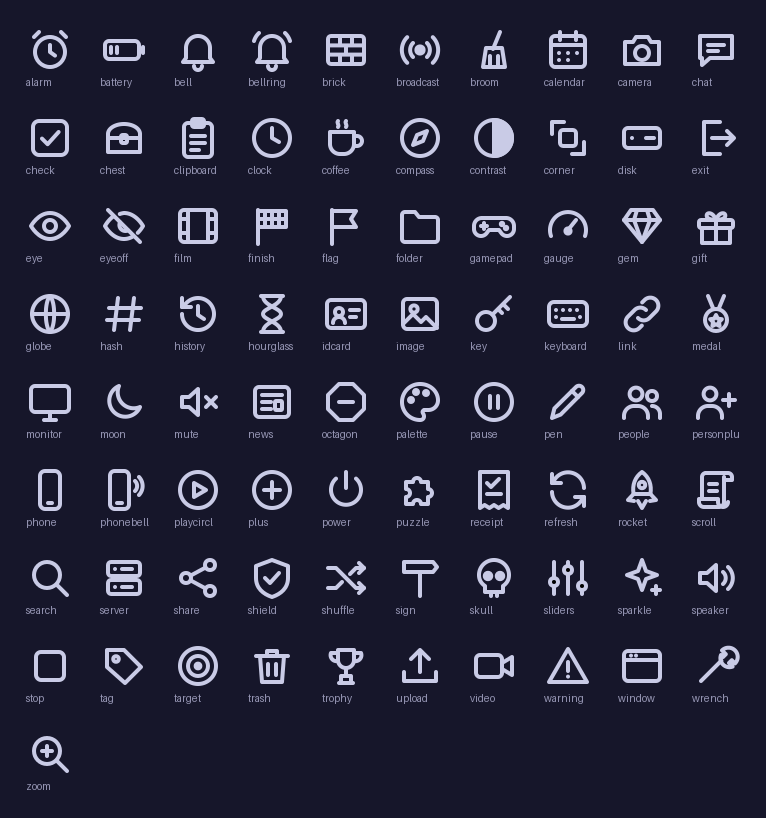 alarm battery bell bellring brick broadcast broom calendar camera chat
check chest clipboard clock coffee compass contrast corner disk exit
eye eyeoff film finish flag folder gamepad gauge gem gift
globe hash history hourglass idcard image key keyboard link medal
monitor moon mute news octagon palette pause pen people personplu
phone phonebell playcircl plus power puzzle receipt refresh rocket scroll
search server share shield shuffle sign skull sliders sparkle speaker
stop tag target trash trophy upload video warning window wrench
zoom